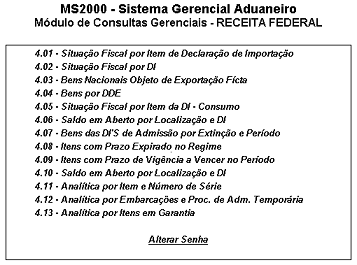 MS2000 - Sistema Gerencial Aduaneiro
Módulo de Consultas Gerenciais - RECEITA FEDERAL
4.01 - Situação Fiscal por Item de Declaração de Importação
4.02 - Situação Fiscal por DI
4.03 - Bens Nacionais Objeto de Exportação Ficta
4.04 - Bens por DDE
4.05 - Situação Fiscal por Item da DI - Consumo
4.06 - Saldo em Aberto por Localização e DI
4.07 - Bens das DI'S de Admissão por Extinção e Período
4.08 - Itens com Prazo Expirado no Regime
4.09 - Itens com Prazo de Vigência a Vencer no Período
4.10 - Saldo em Aberto por Localização e DI
4.11 - Analítica por Item e Número de Série
4.12 - Analítica por Embarcações e Proc. de Adm. Temporária
4.13 - Analítica por Itens em Garantia
Alterar Senha